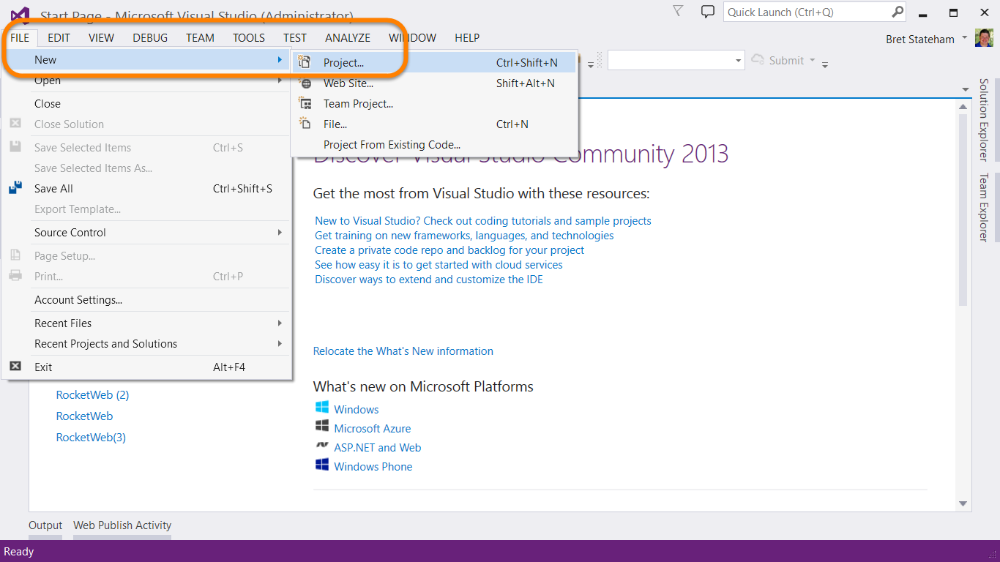 Start Page - Microsoft Visual Studio (Administrator)
Quick Launch (Ctrl+Q)
FILE EDIT VIEW DEBUG TEAM TOOLS TEST ANALYZE WINDOW HELP
Bret Stateham
New
Open
Close
Close Solution
Save Selected Items Ctrl+S
Save Selected Items As...
Save All Ctrl+Shift+S
Export Template...
Source Control
Page Setup...
Print... Ctrl+P
Account Settings...
Recent Files
Recent Projects and Solutions
Exit Alt+F4
Project... Ctrl+Shift+N
Web Site... Shift+Alt+N
Team Project...
File... Ctrl+N
Project From Existing Code...
Submit
Solution Explorer
Team Explorer
Discover Visual Studio Community 2013
Get the most from Visual Studio with these resources:
New to Visual Studio? Check out coding tutorials and sample projects
Get training on new frameworks, languages, and technologies
Create a private code repo and backlog for your project
See how easy it is to get started with cloud services
Discover ways to extend and customize the IDE
Relocate the What's New information
What's new on Microsoft Platforms
Windows
Microsoft Azure
ASP.NET and Web
Windows Phone
RocketWeb (2)
RocketWeb
RocketWeb(3)
Output Web Publish Activity
Ready